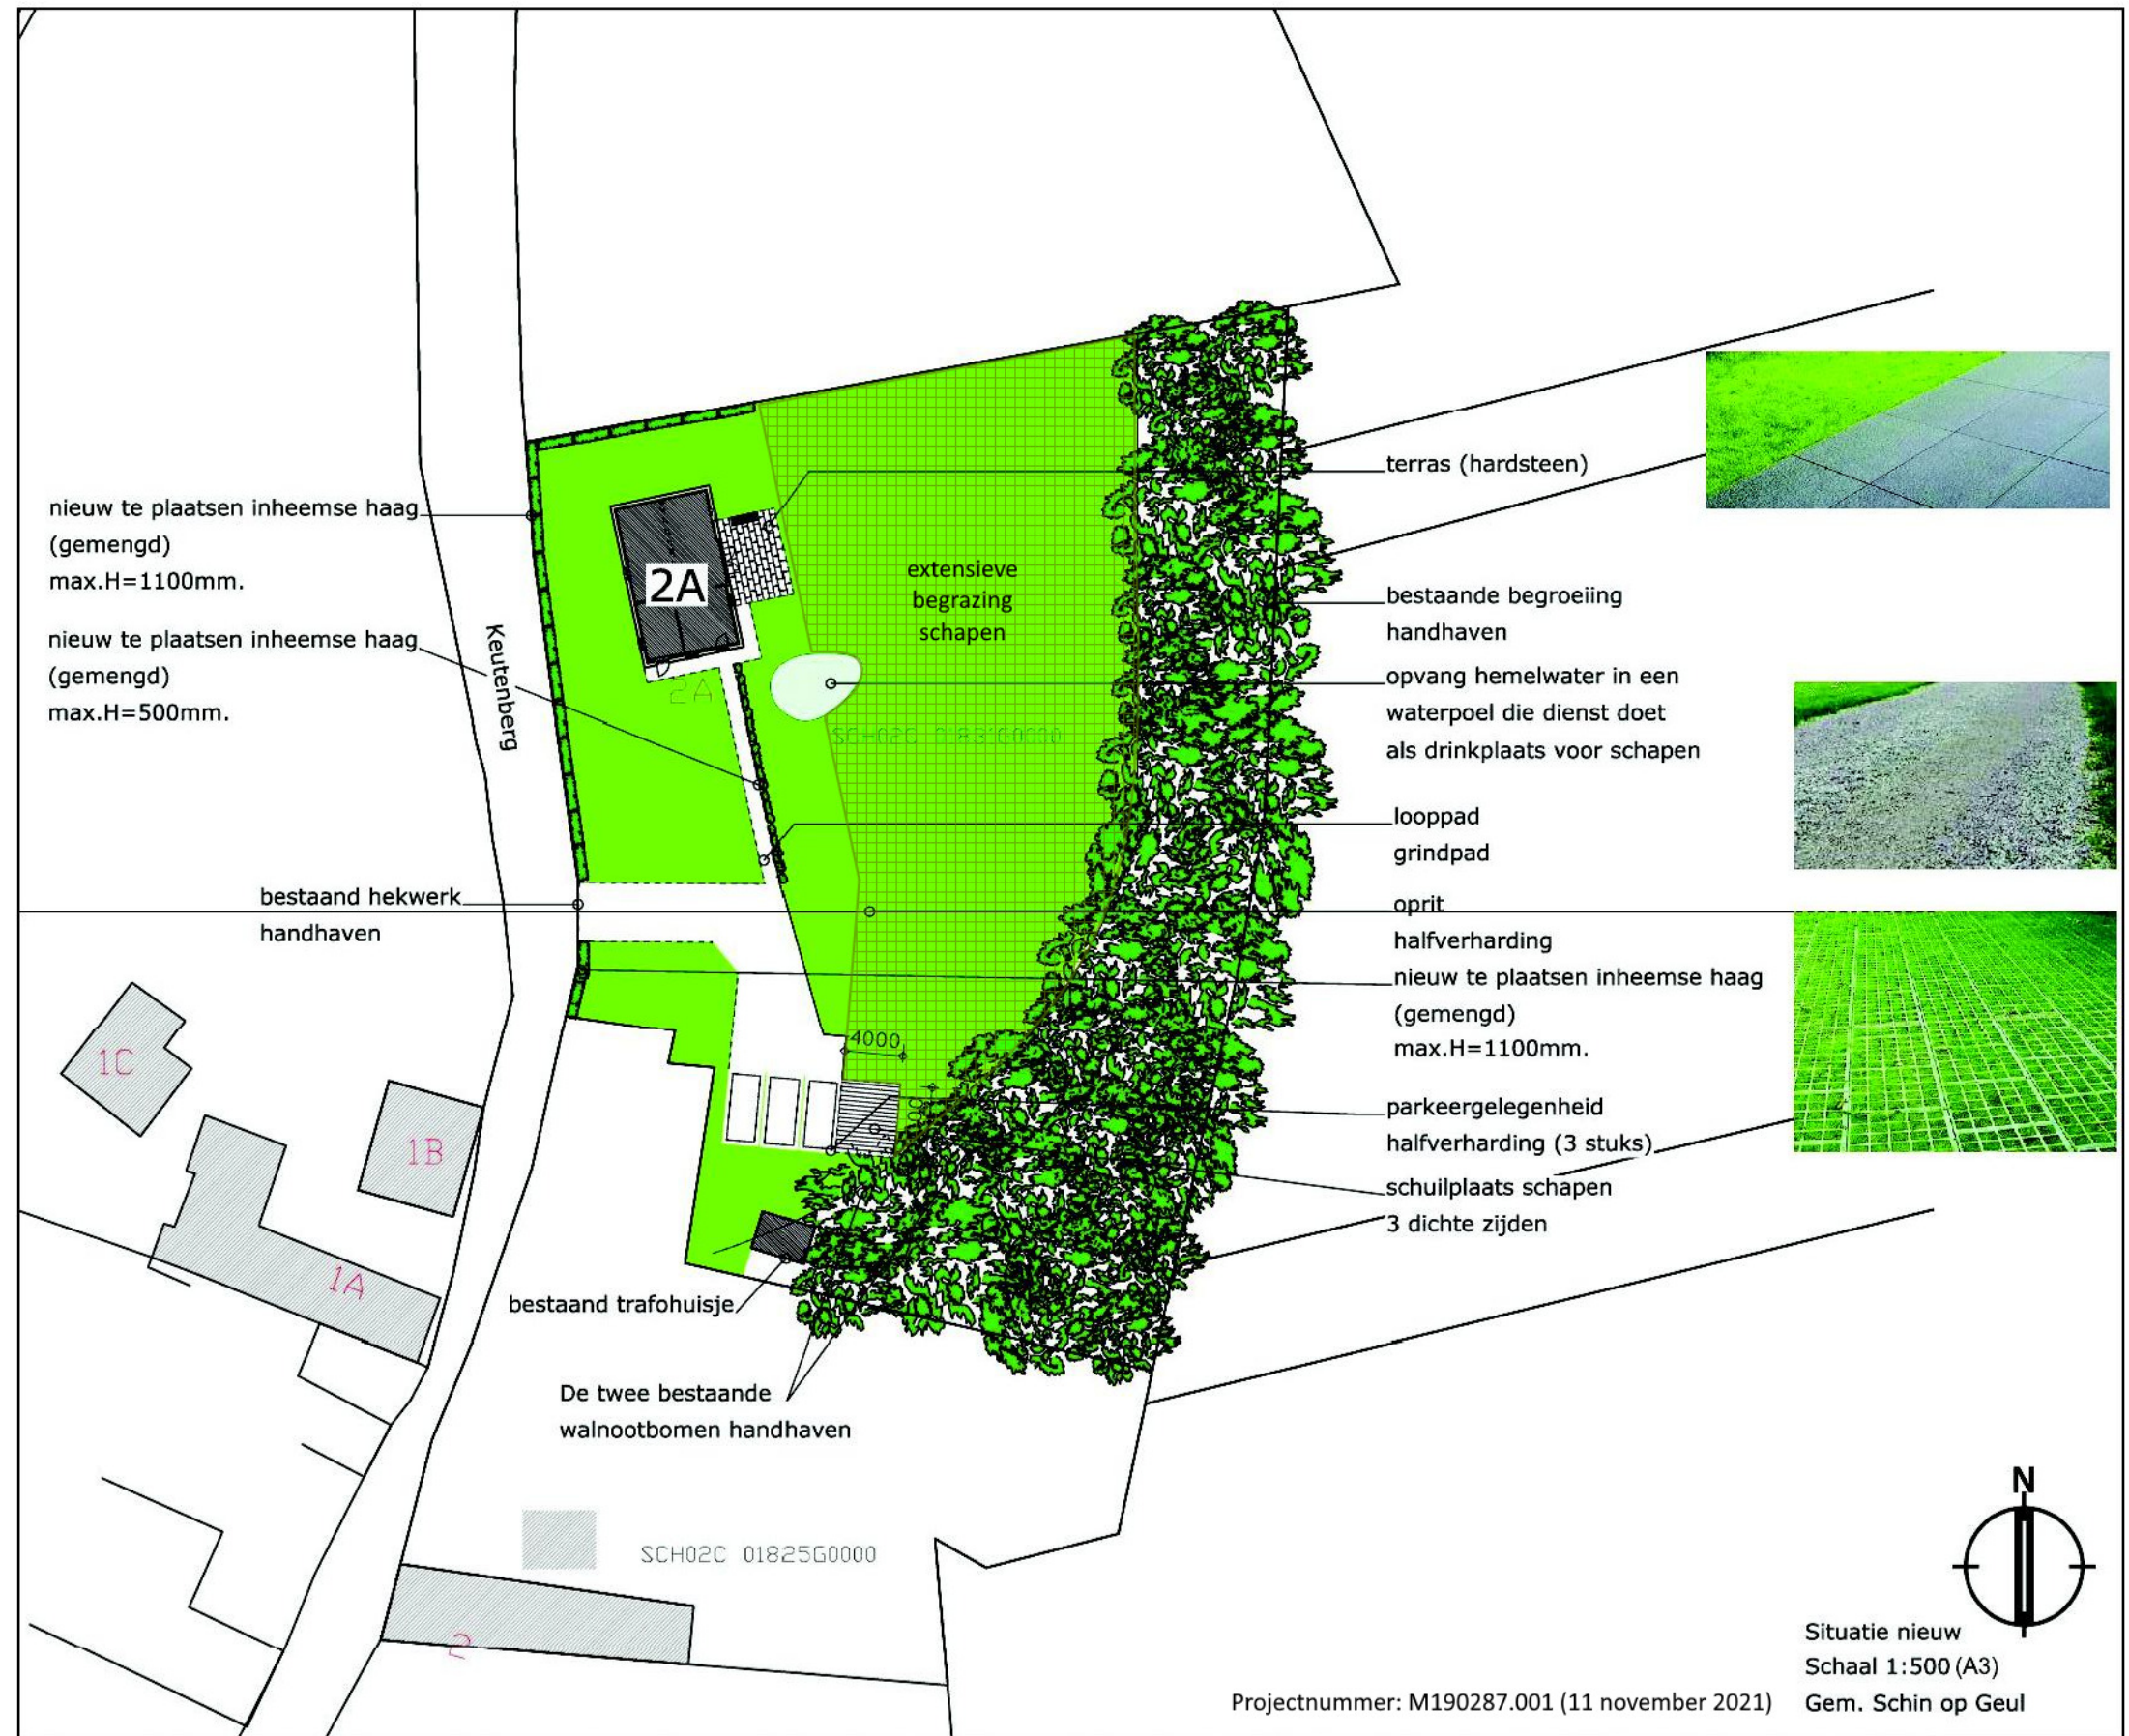 nieuw te plaatsen inheemse haag
(gemengd)
max.H=1100mm.
nieuw te plaatsen inheemse haag
(gemengd)
max.H=500mm.
Keutenberg
bestaand hekwerk
handhaven
2A
2A
extensieve
begrazing
schapen
terras (hardsteen)
bestaande begroeiing
handhaven
opvang hemelwater in een
waterpoel die dienst doet
als drinkplaats voor schapen
looppad
grindpad
oprit
halfverharding
nieuw te plaatsen inheemse haag
(gemengd)
max.H=1100mm.
parkeergelegenheid
halfverharding (3 stuks)
schuilplaats schapen
3 dichte zijden
4000
1C
1B
1A
bestaand trafohuisje
De twee bestaande
walnootbomen handhaven
SCH02C 01825G0000
2
N
Situatie nieuw
Schaal 1:500 (A3)
Gem. Schin op Geul
Projectnummer: M190287.001 (11 november 2021)